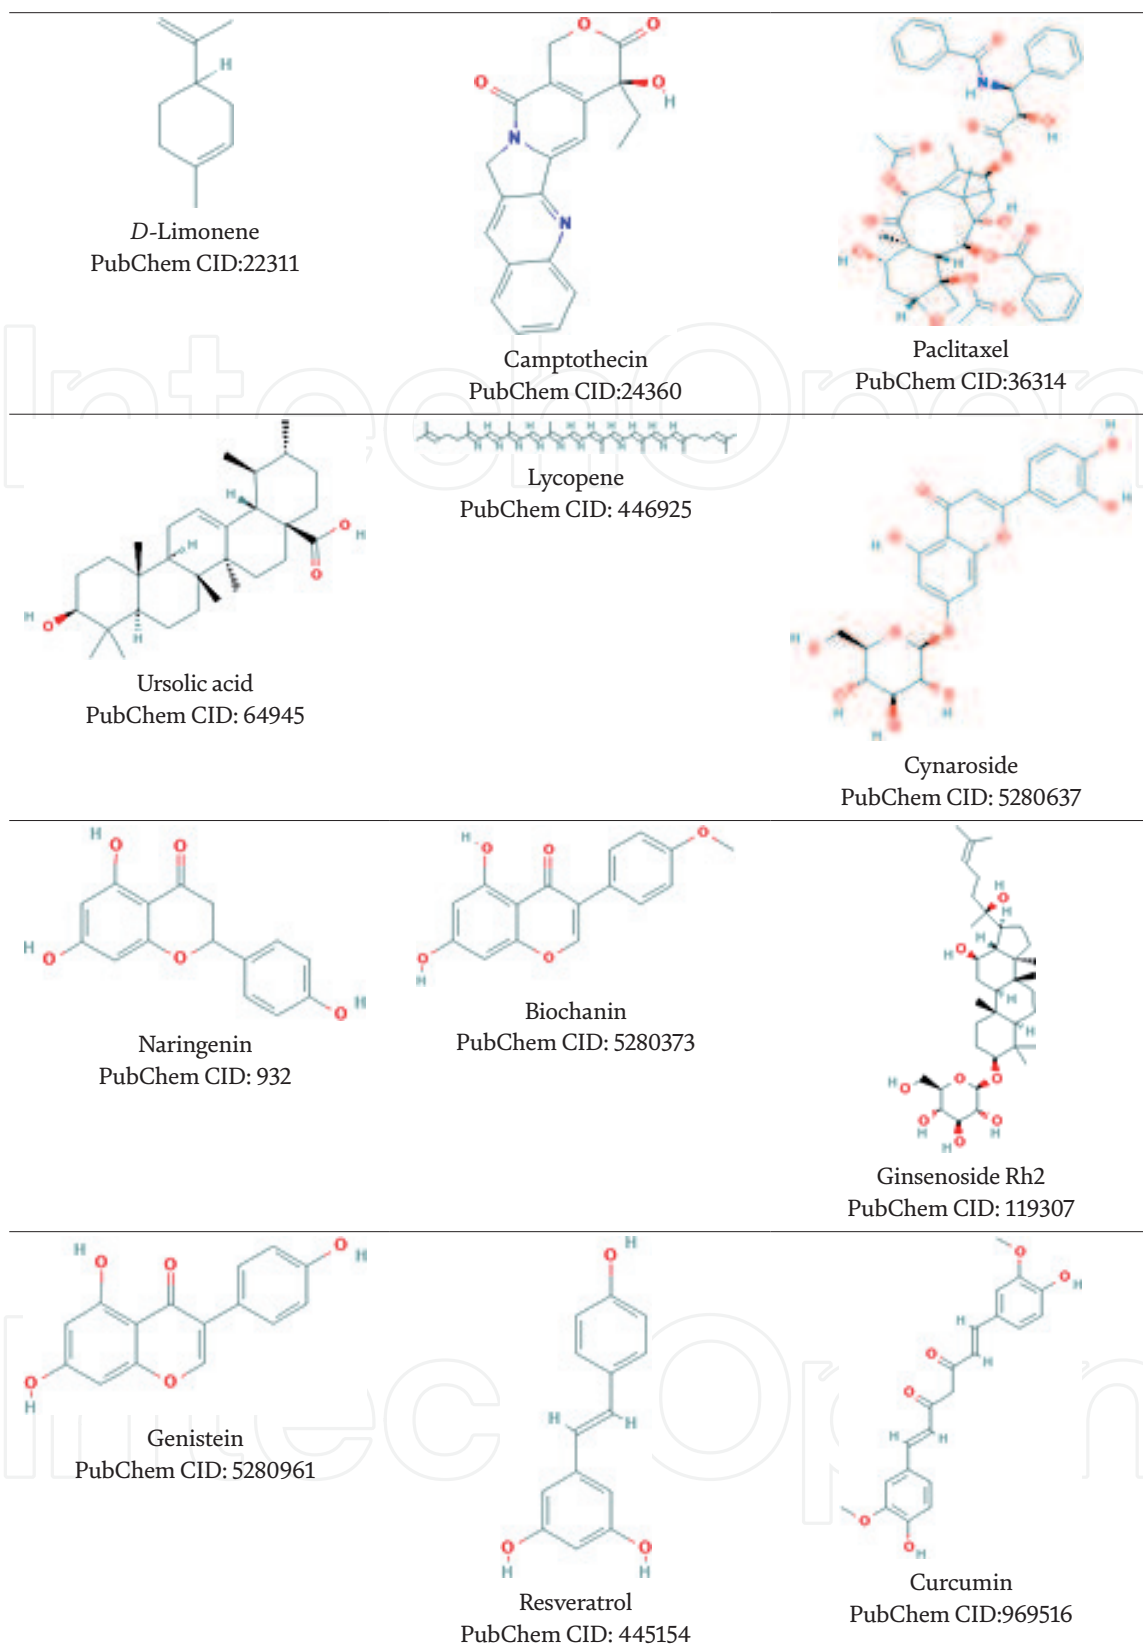 D-Limonene
PubChem CID:22311
Camptothecin
PubChem CID:24360
Paclitaxel
PubChem CID:36314
Ursolic acid
PubChem CID: 64945
Lycopene
PubChem CID: 446925
Cynaroside
PubChem CID: 5280637
Naringenin
PubChem CID: 932
Biochanin
PubChem CID: 5280373
Ginsenoside Rh2
PubChem CID: 119307
Genistein
PubChem CID: 5280961
Resveratrol
PubChem CID: 445154
Curcumin
PubChem CID:969516